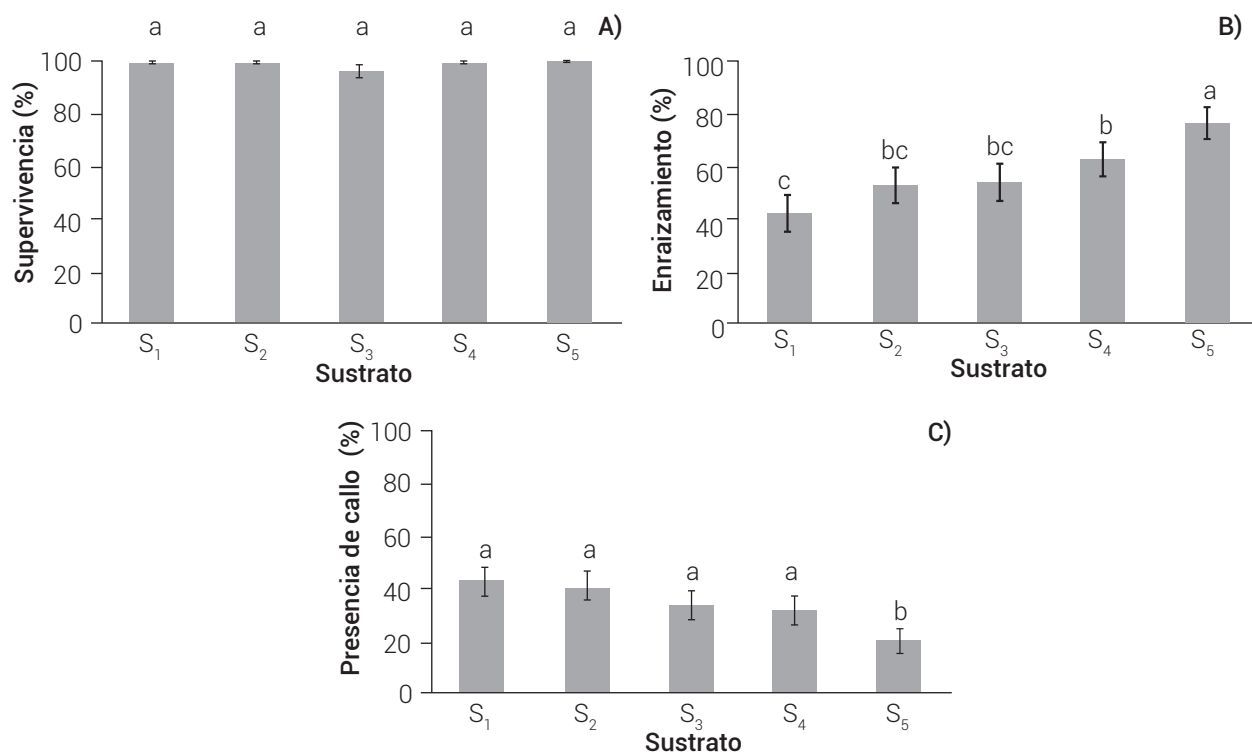 a a a a a A)
Supervivencia (%)
100
80
60
40
20
0
S1 S2 S3 S4 S5
Sustrato
B)
Enraizamiento (%)
100
80
60
40
20
0
c bc bc b a
S1 S2 S3 S4 S5
Sustrato
C)
Presencia de callo (%)
100
80
60
40
20
0
a a a a b
S1 S2 S3 S4 S5
Sustrato